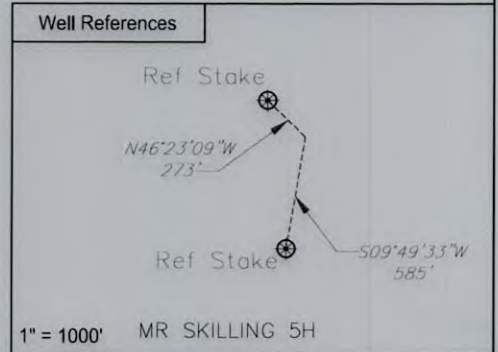 Well References
Ref Stake
N46°23'09"W
273'
S09°49'33"W
585'
Ref Stake
1" = 1000'
MR SKILLING 5H